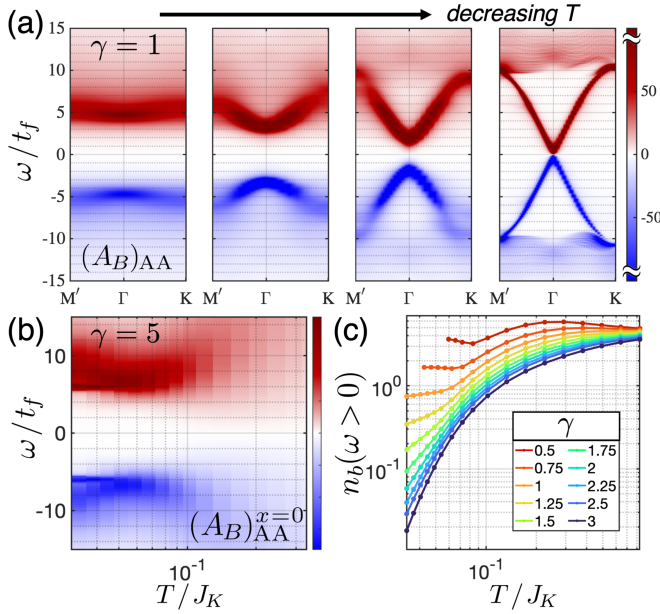 (a) decreasing T
γ = 1
15
10
5
0
-5
-10
-15
ω/t_f
(A_B)_AA
M′ Γ K M′ Γ K M′ Γ K M′ Γ K
50
0
-50
(b) γ = 5
10
0
-10
ω/t_f
(A_B)_AA^{x=0}
10^{-1}
T/J_K
(c)
n_b(ω > 0)
10^0
10^{-1}
γ
0.5 1.75
0.75 2
1 2.25
1.25 2.5
1.5 3
10^{-1}
T/J_K